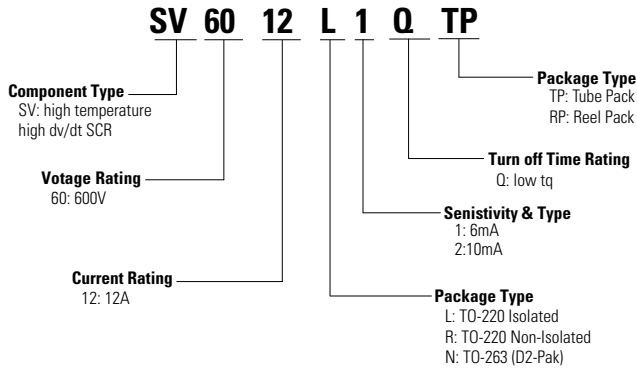 SV 60 12 L 1 Q TP
Component Type
SV: high temperature
high dv/dt SCR
Votage Rating
60: 600V
Current Rating
12: 12A
Package Type
TP: Tube Pack
RP: Reel Pack
Turn off Time Rating
Q: low tq
Senistivity & Type
1: 6mA
2:10mA
Package Type
L: TO-220 Isolated
R: TO-220 Non-Isolated
N: TO-263 (D2-Pak)